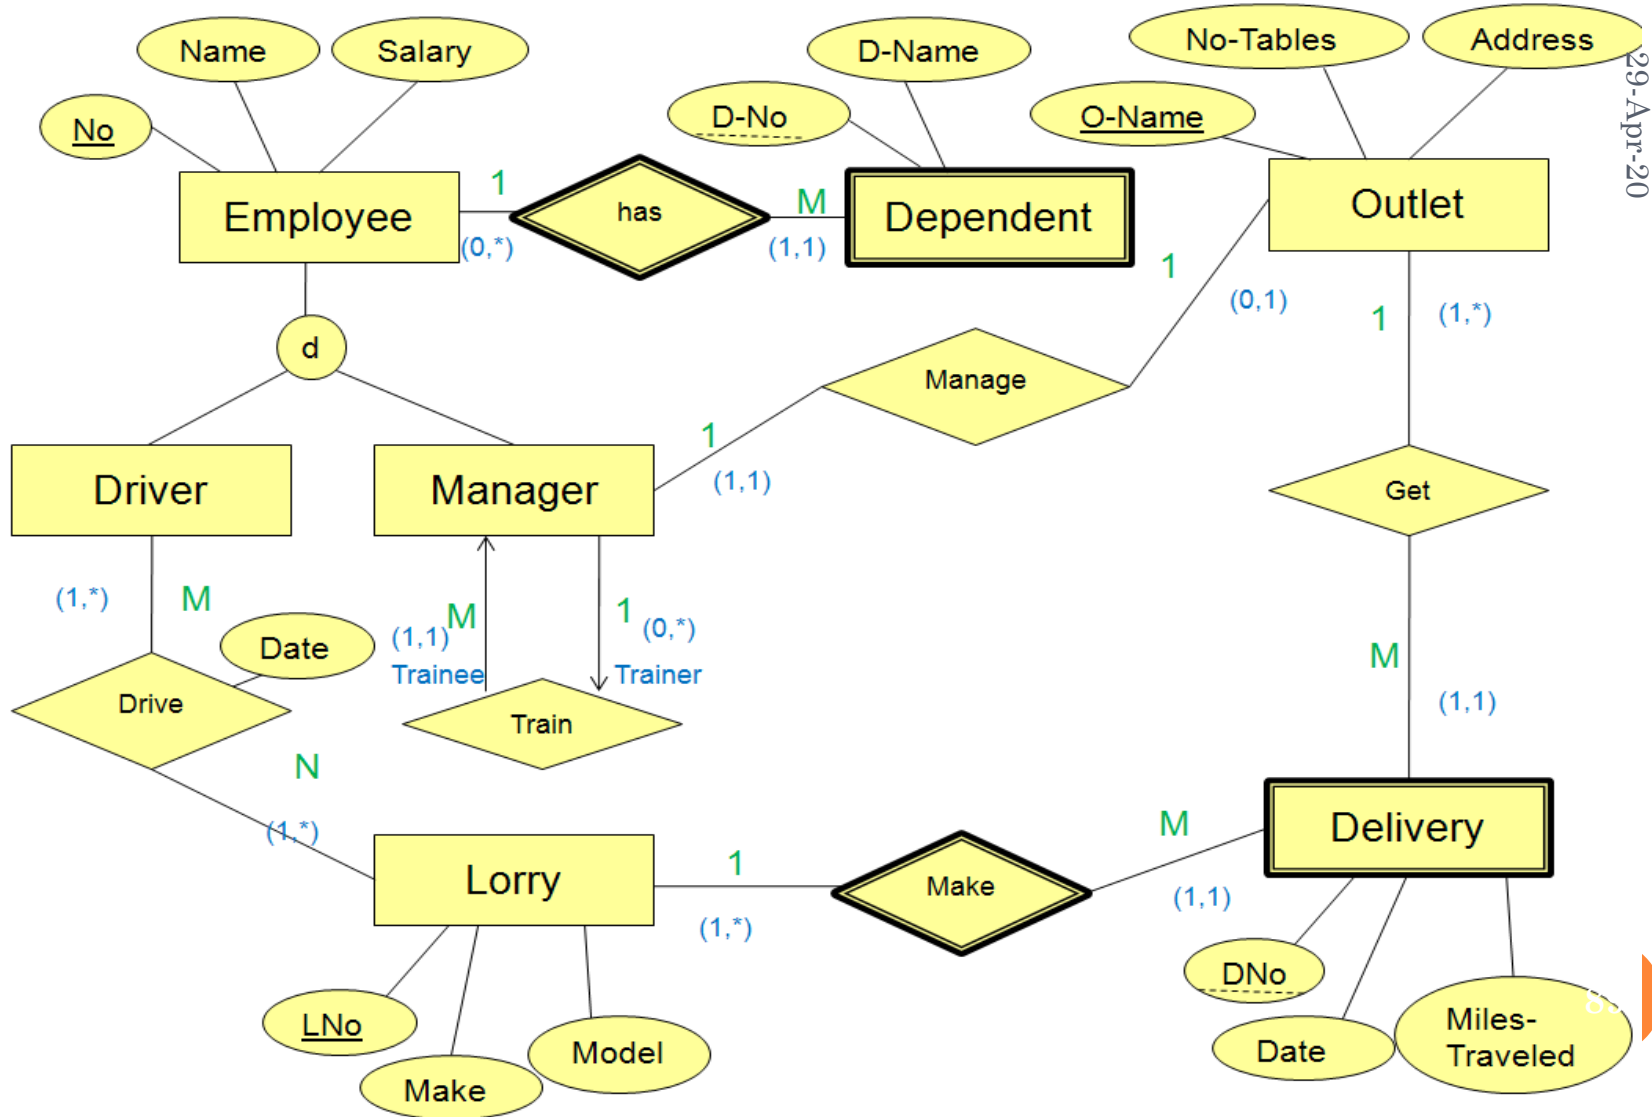 Name
Salary
D-Name
No-Tables
Address
29-Apr-20
No
D-No
O-Name
Employee
1
(0,*)
has
M
(1,1)
Dependent
Outlet
1
(0,1)
1
(1,*)
d
Manage
1
(1,1)
Driver
Manager
Get
(1,*)
M
Date
(1,1)
M
Trainee
1
(0,*)
Trainer
M
(1,1)
Drive
Train
N
(1,*)
Lorry
1
(1,*)
Make
M
(1,1)
Delivery
LNo
Make
Model
DNo
Date
Miles-
Traveled